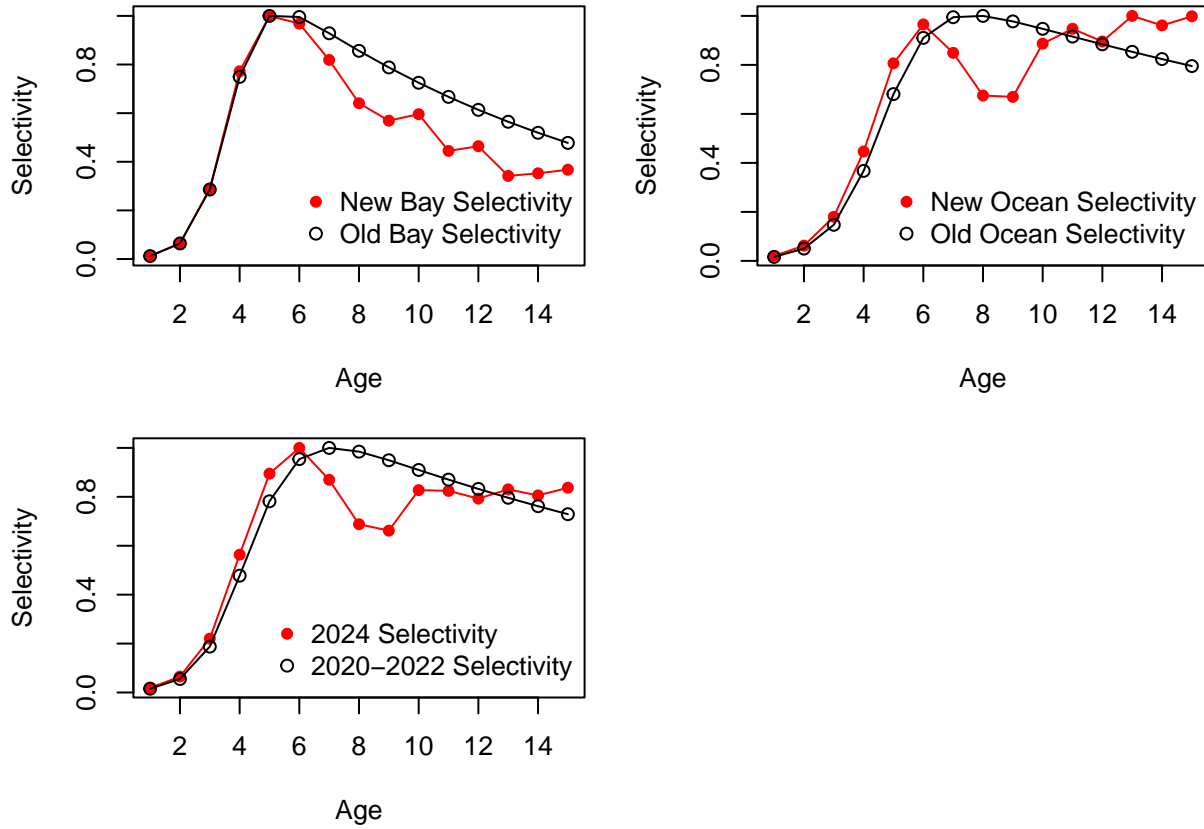 Selectivity
0.0 0.4 0.8
New Bay Selectivity
Old Bay Selectivity
2 4 6 8 10 12 14
Age
Selectivity
0.0 0.4 0.8
New Ocean Selectivity
Old Ocean Selectivity
2 4 6 8 10 12 14
Age
Selectivity
0.0 0.4 0.8
2024 Selectivity
2020−2022 Selectivity
2 4 6 8 10 12 14
Age